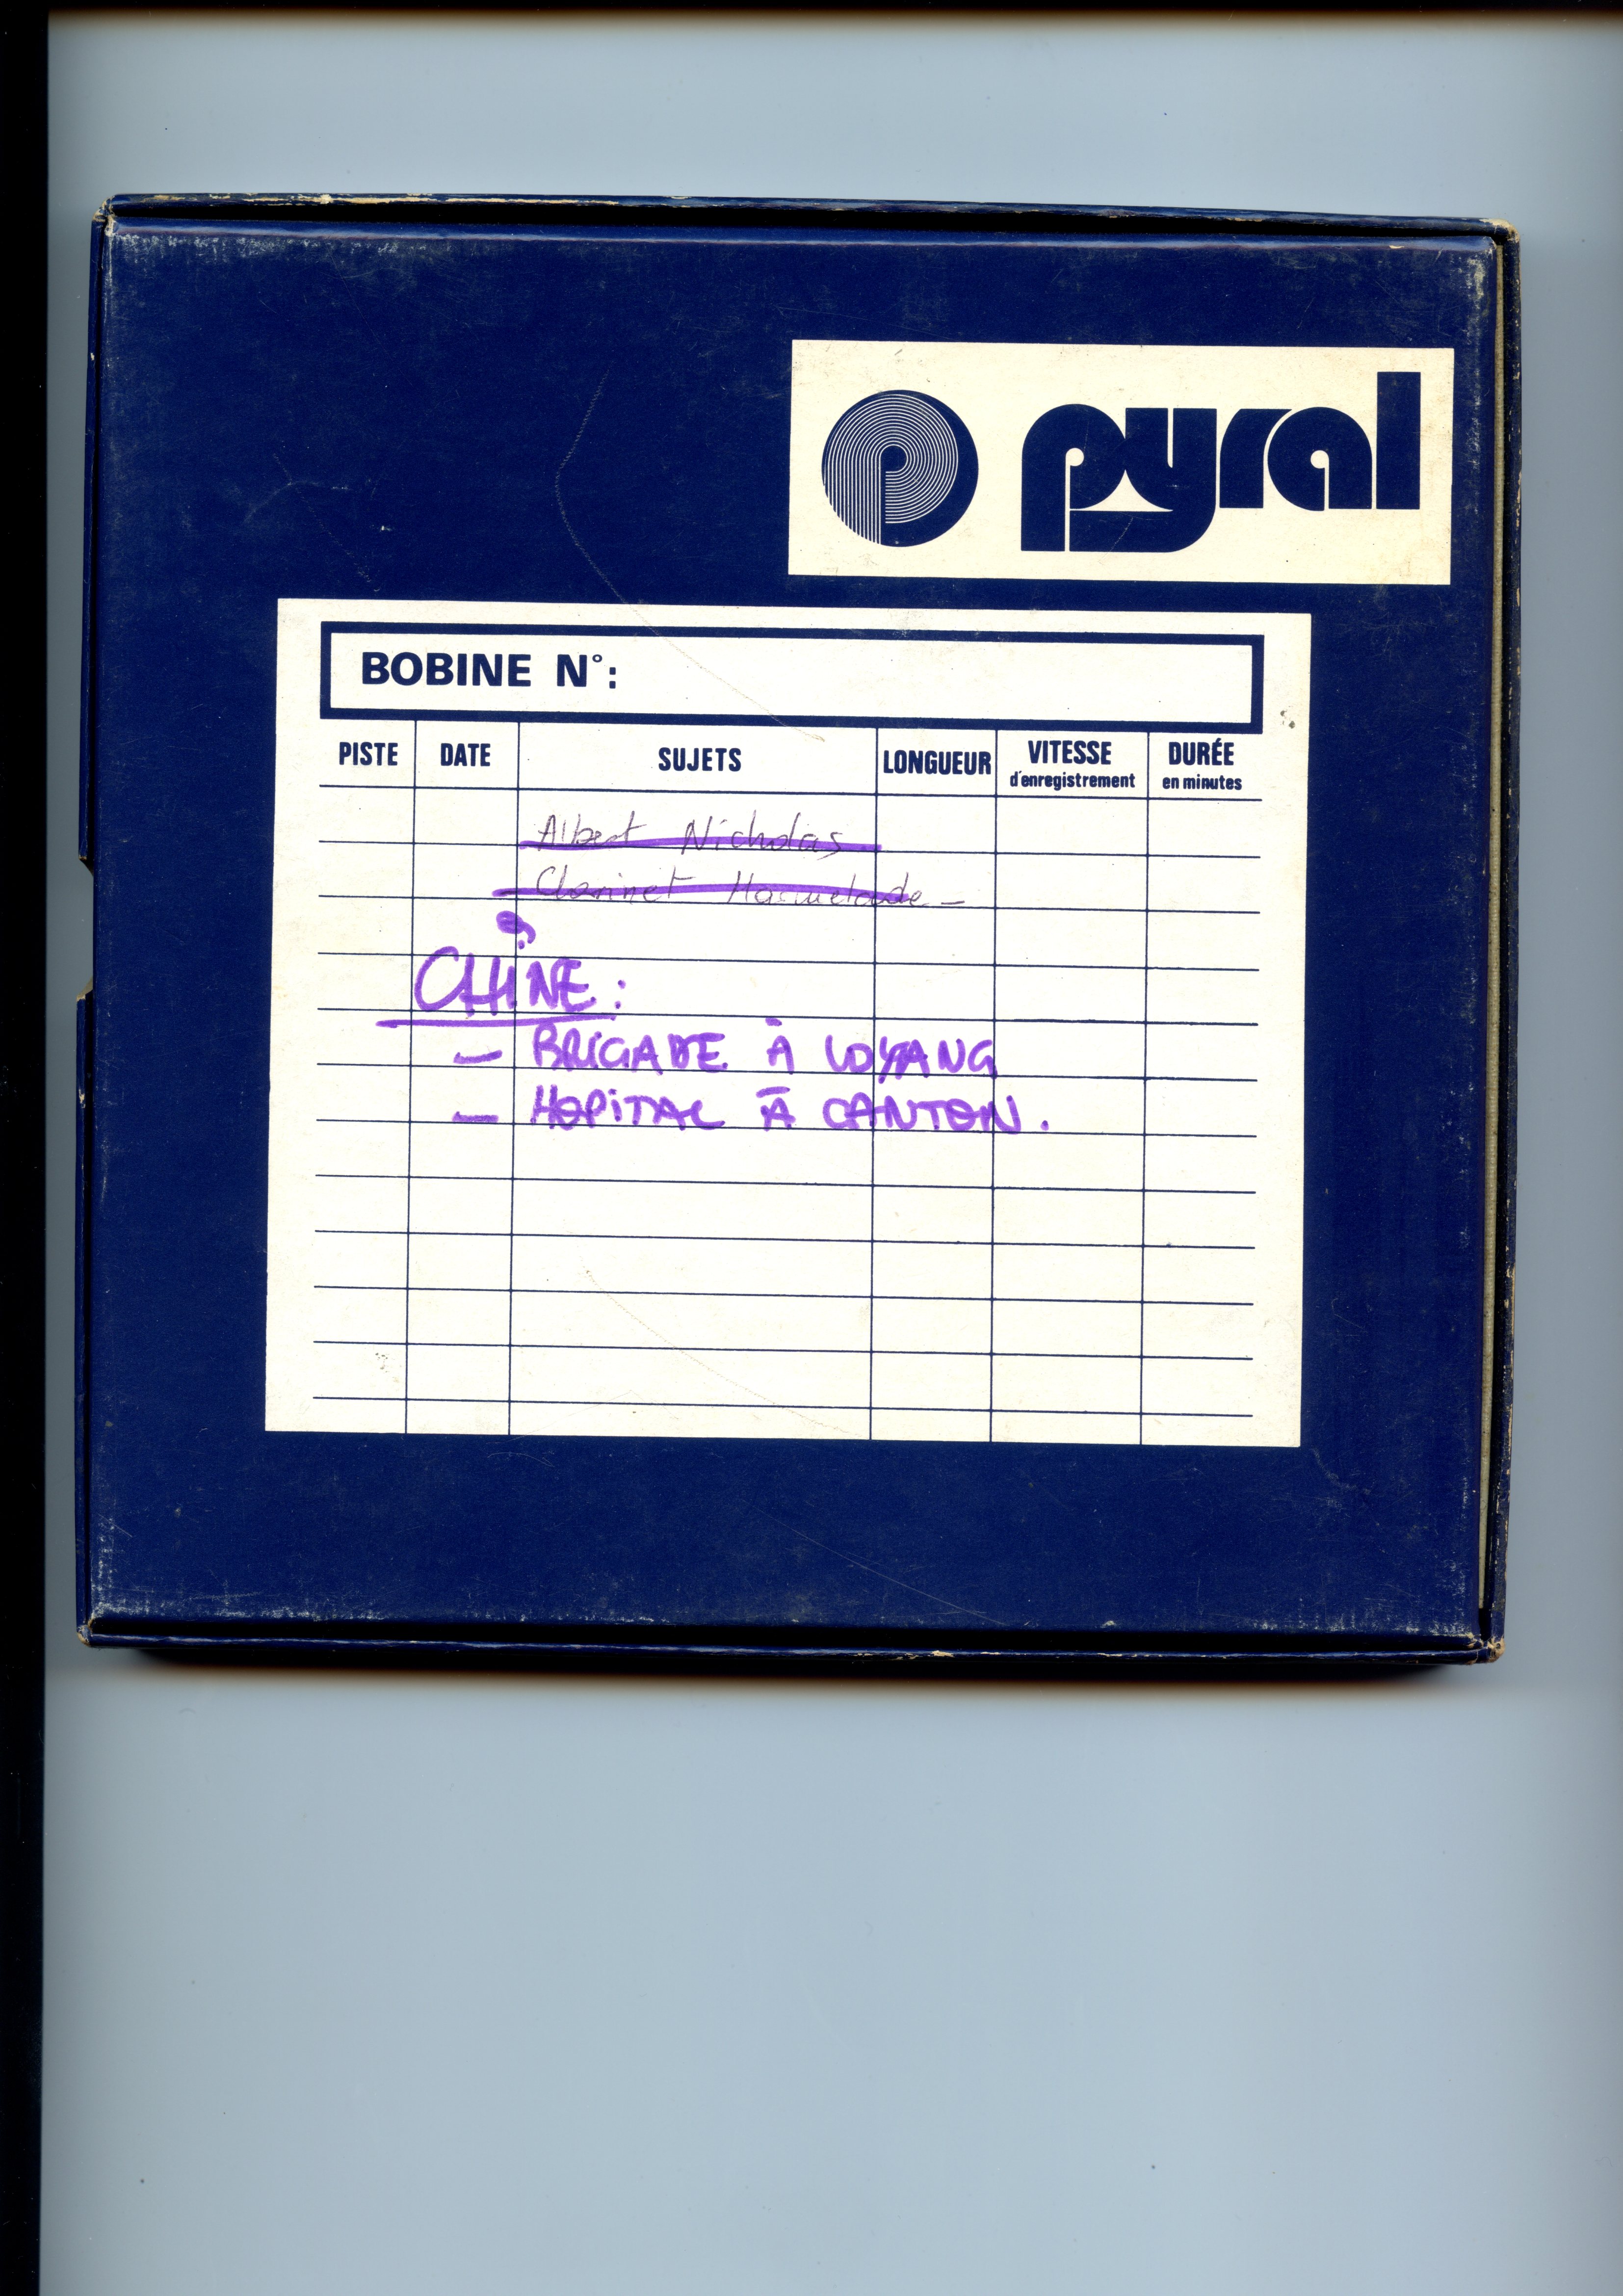 pyral
BOBINE N°:
PISTE DATE SUJETS LONGUEUR VITESSE d'enregistrement DURÉE en minutes
Albert Nicholas
Clarinet Marmelade -
CHINE :
- BRIGADE À LOYANG
- HOPITAL À CANTON.